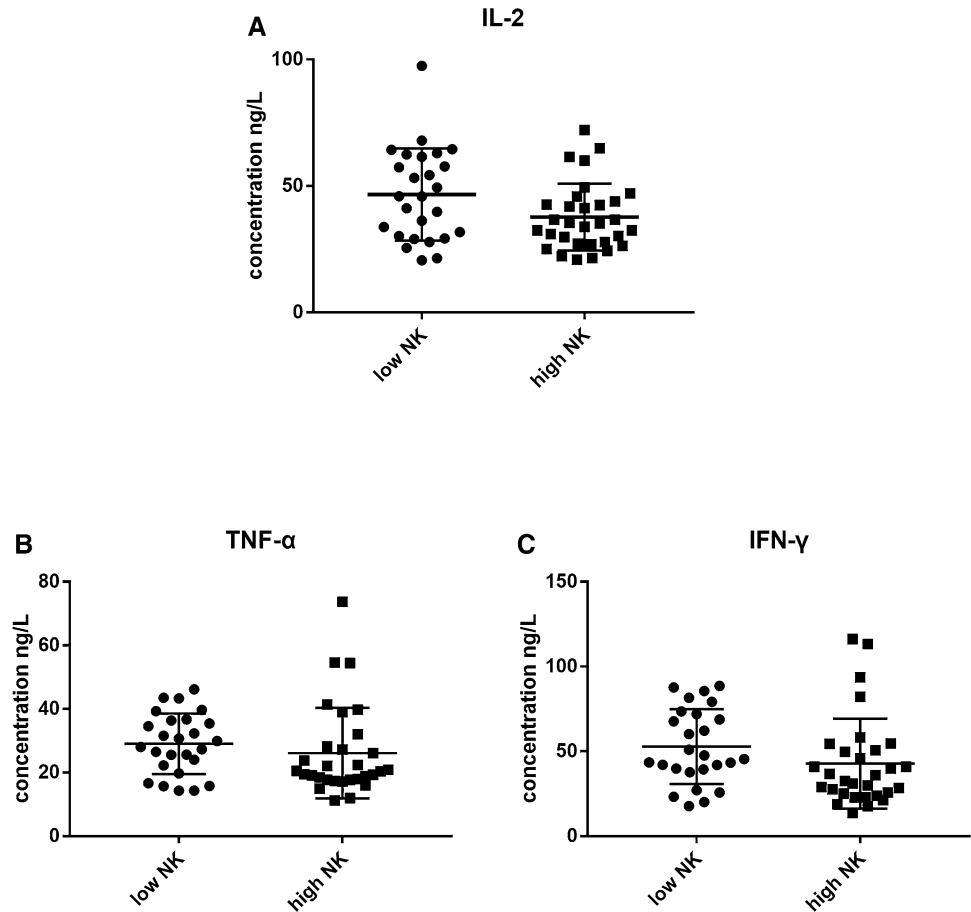 A
IL-2
concentration ng/L
100
50
0
low NK
high NK
B
TNF-α
concentration ng/L
80
60
40
20
0
low NK
high NK
C
IFN-γ
concentration ng/L
150
100
50
0
low NK
high NK